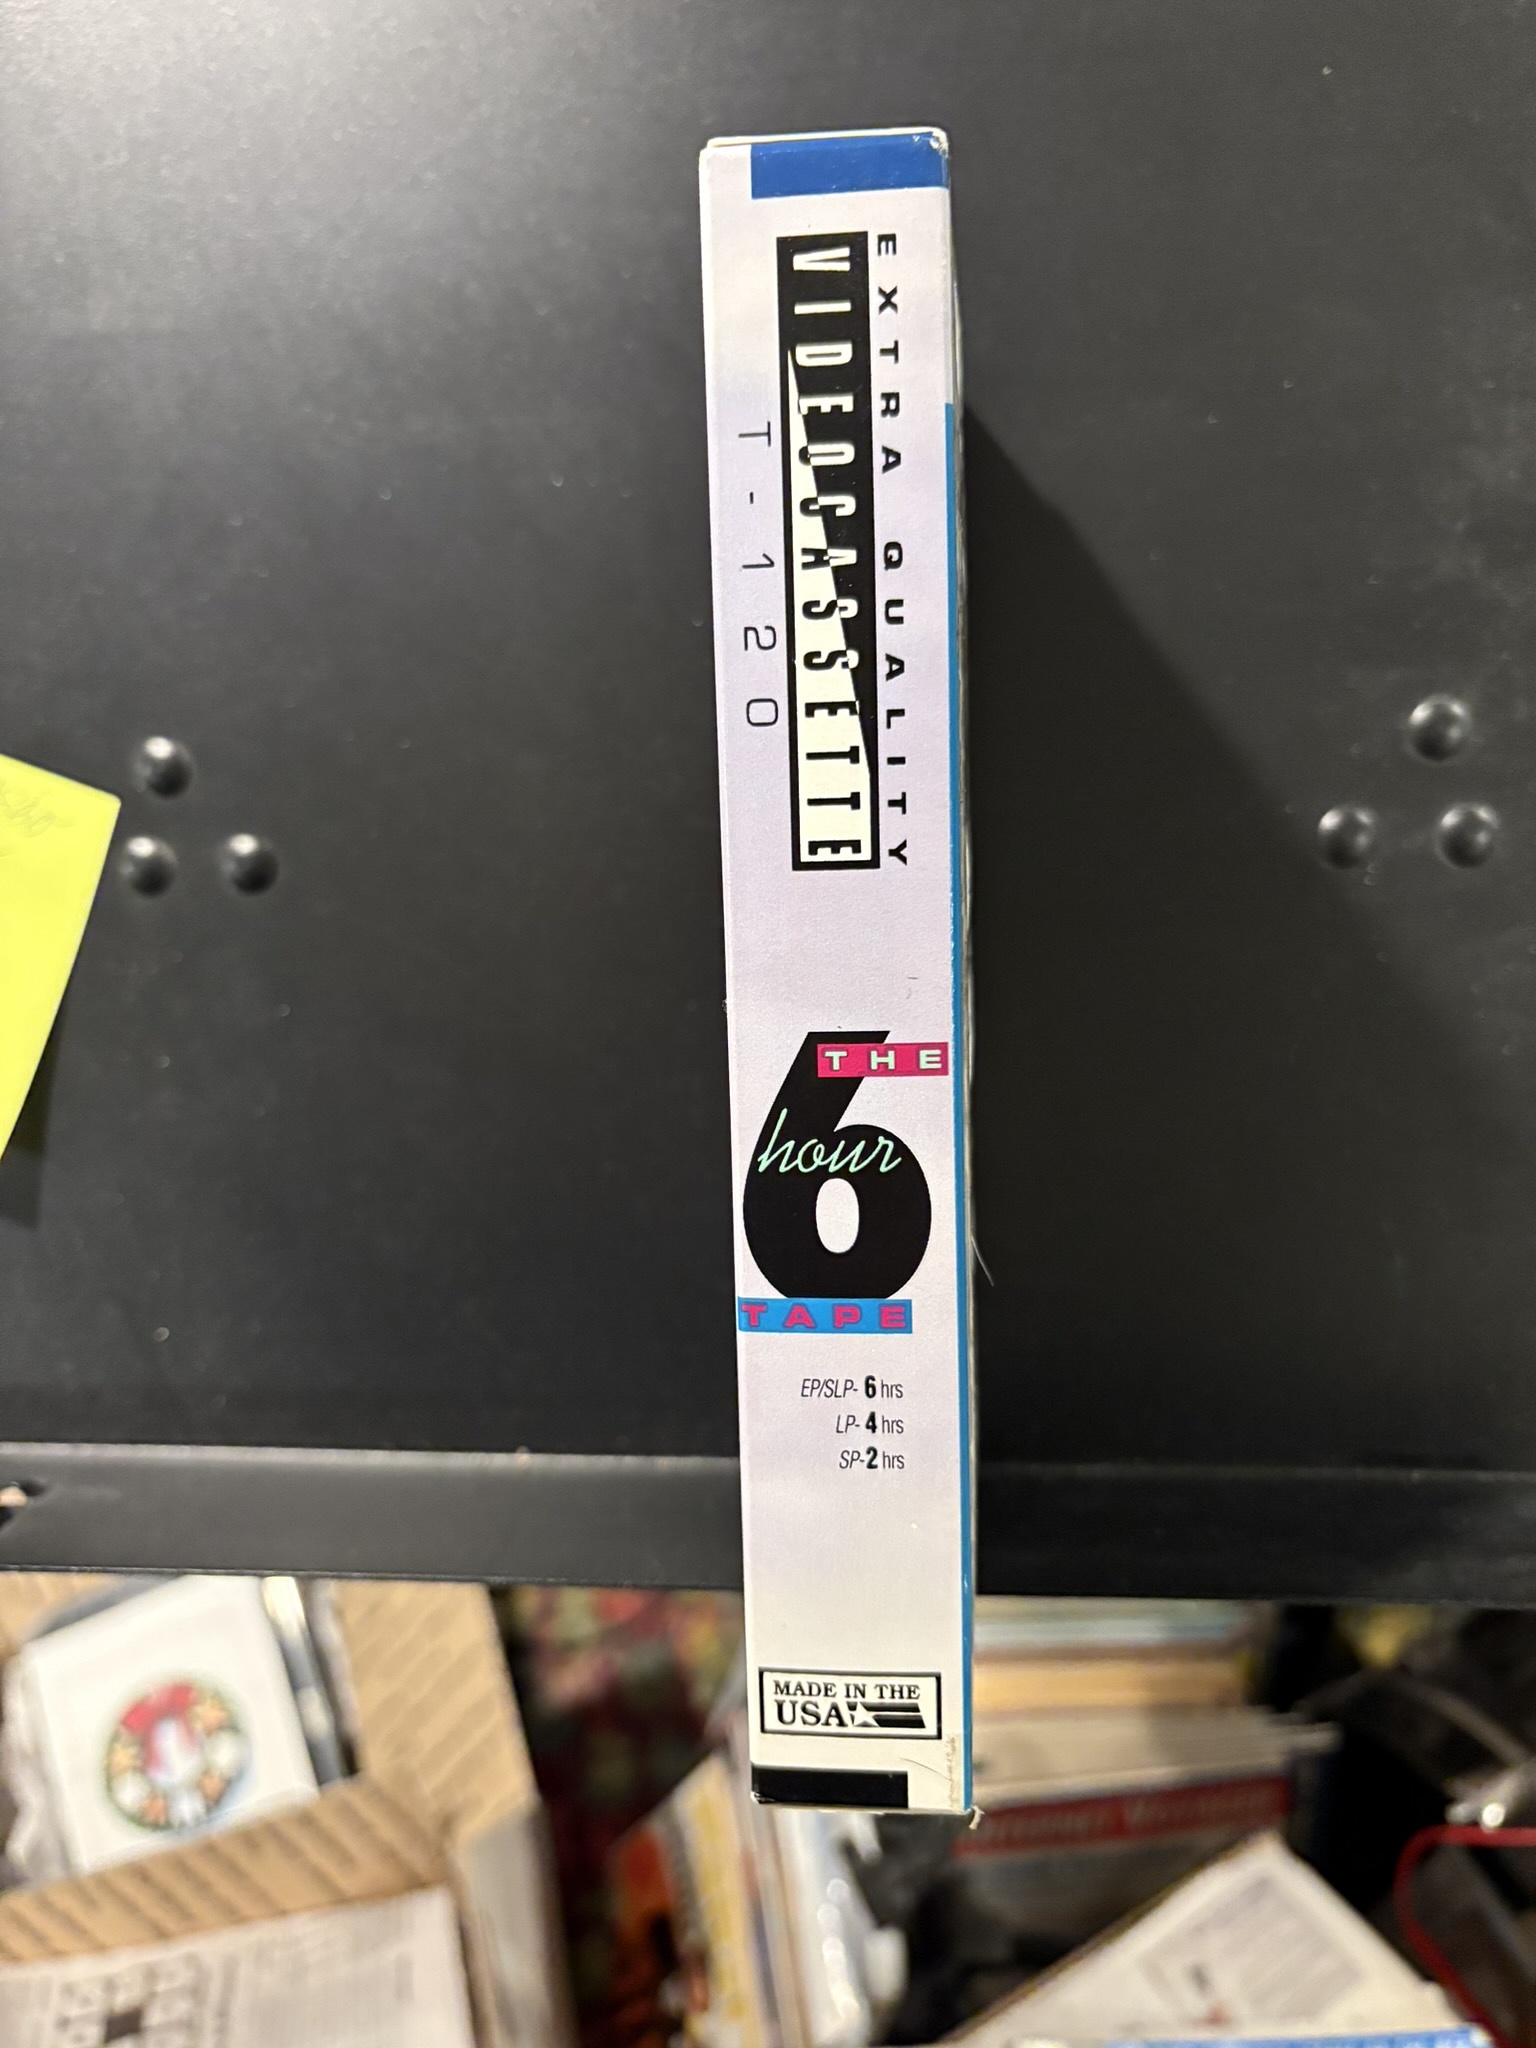 EXTRA QUALITY
VIDEOCASSETTE
T-120
THE
6
hour
TAPE
EP/SLP- 6 hrs
LP- 4 hrs
SP- 2 hrs
MADE IN THE
USA